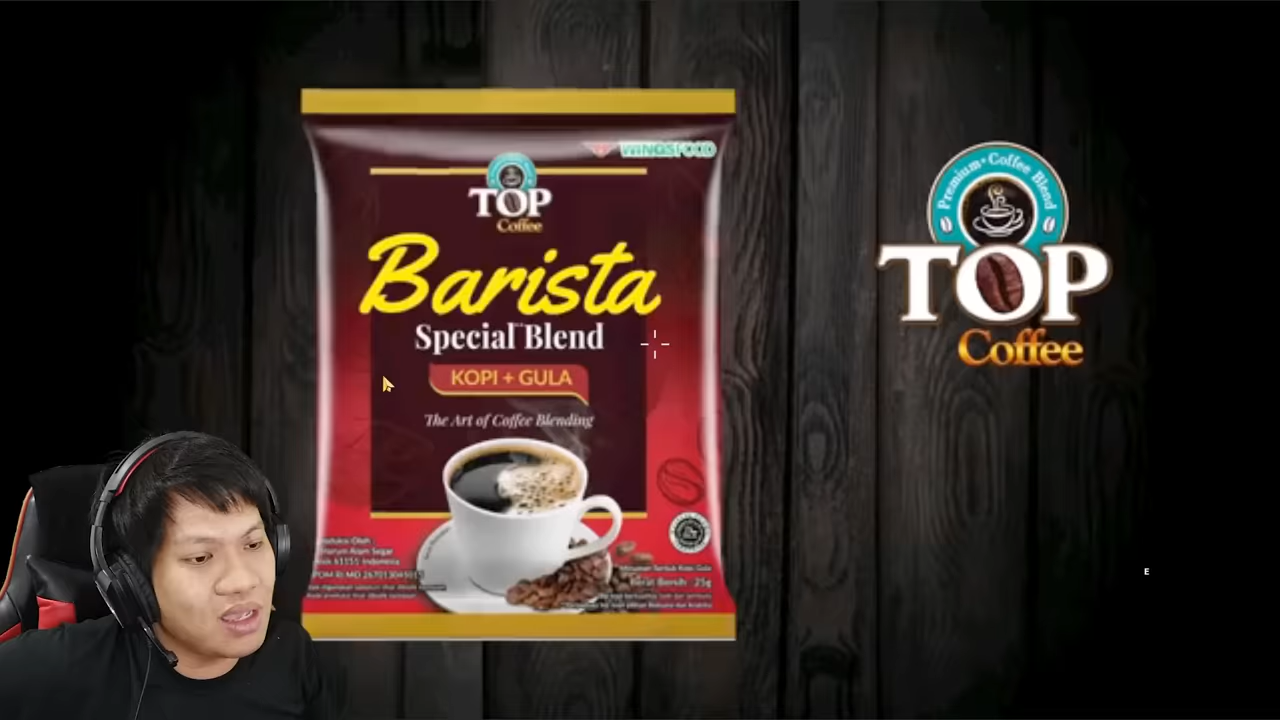 WINGSFOOD
TOP
Coffee
Barista
Special Blend
KOPI + GULA
The Art of Coffee Blending
Berat Bersih : 25g
Premium • Coffee Blend
TOP
Coffee
E